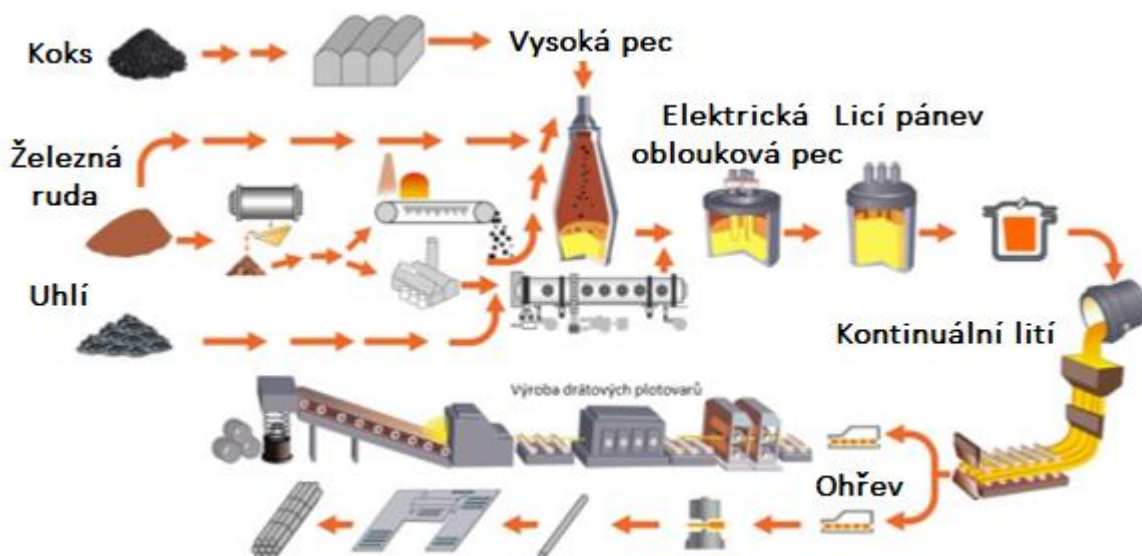 Koks
Vysoká pec
Elektrická
oblouková pec
Licí pánev
Železná
ruda
Uhlí
Kontinuální lití
Výroba drátových plotovarů
Ohřev